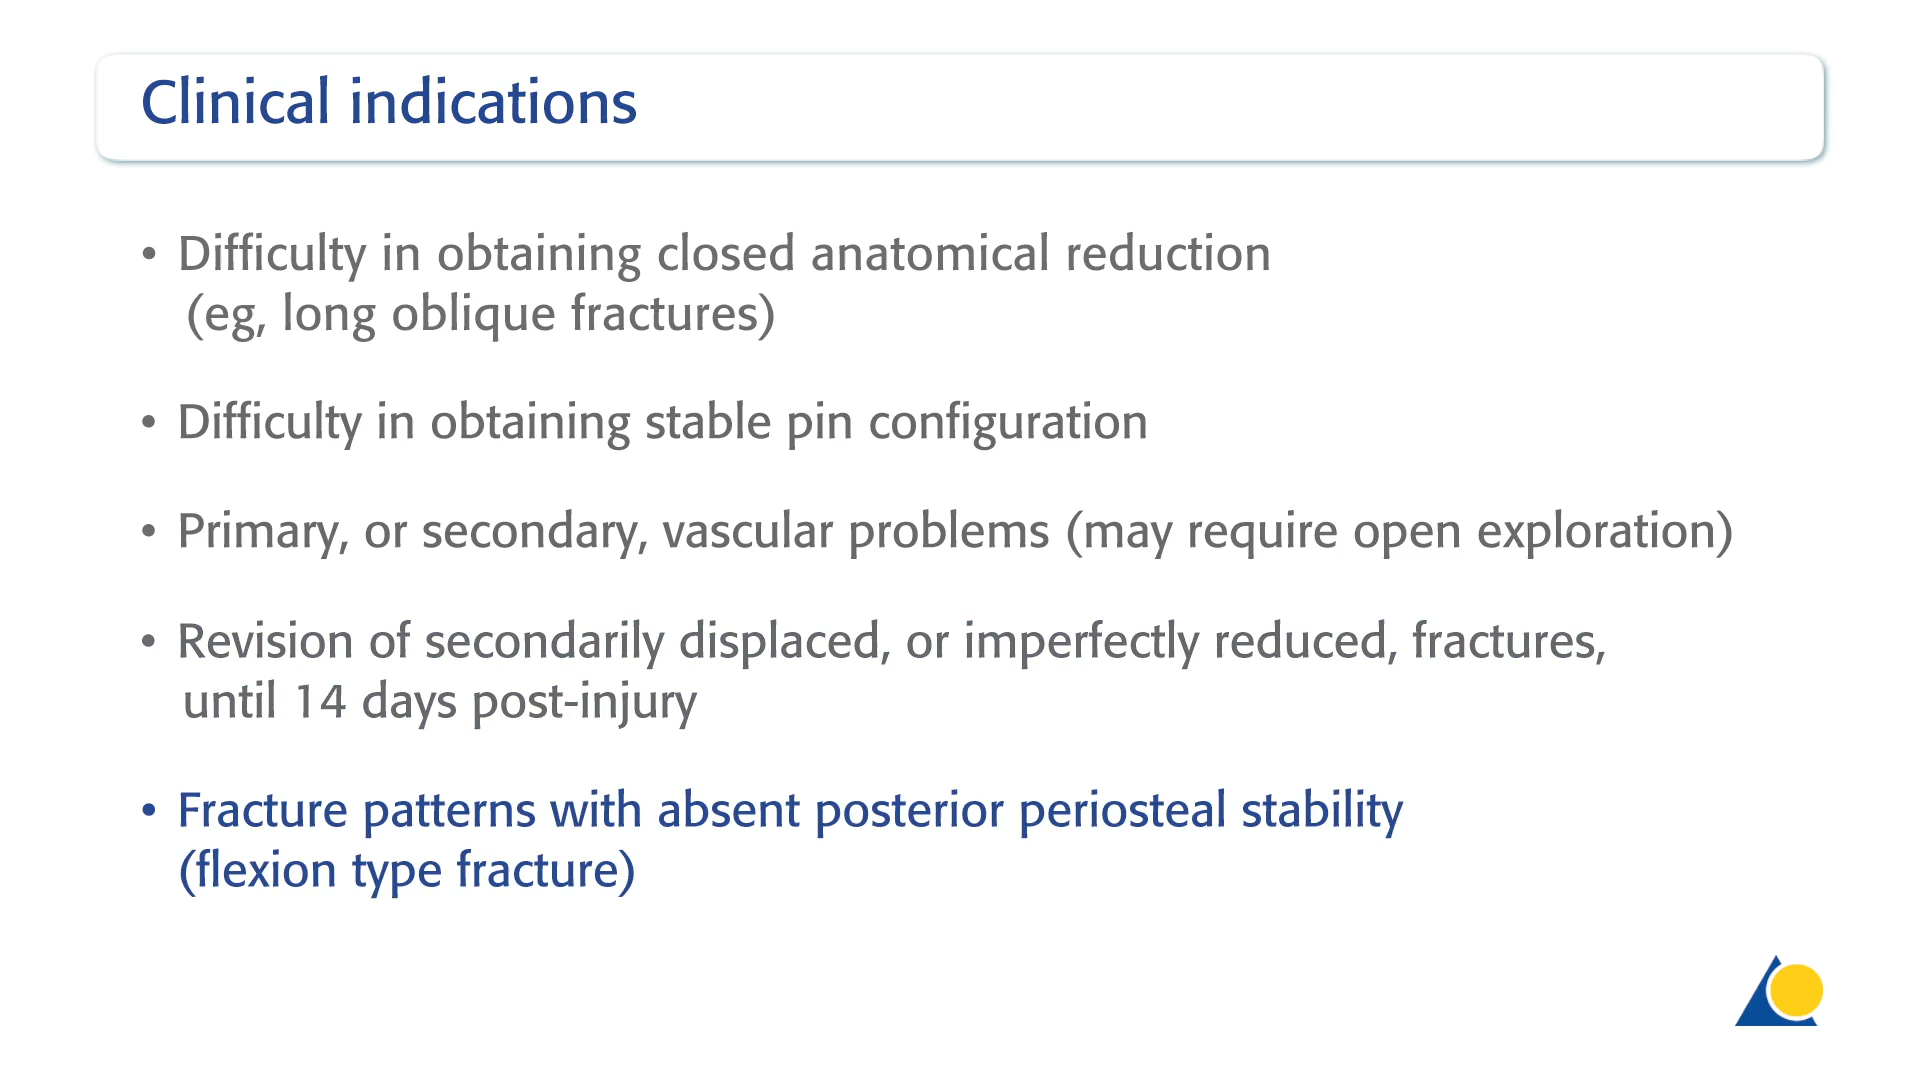 Clinical indications
• Difficulty in obtaining closed anatomical reduction
(eg, long oblique fractures)
• Difficulty in obtaining stable pin configuration
• Primary, or secondary, vascular problems (may require open exploration)
• Revision of secondarily displaced, or imperfectly reduced, fractures,
until 14 days post-injury
• Fracture patterns with absent posterior periosteal stability
(flexion type fracture)